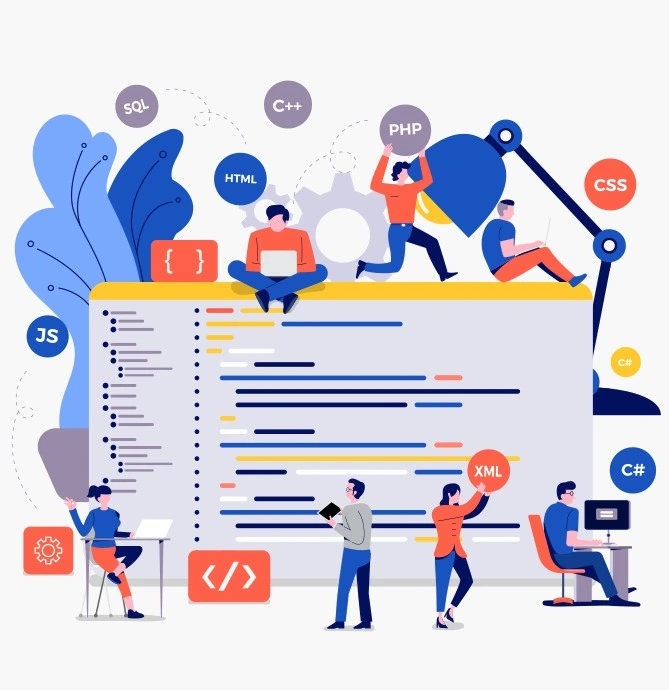 SQL
C++
PHP
HTML
CSS
{ }
JS
C#
XML
C#
</>